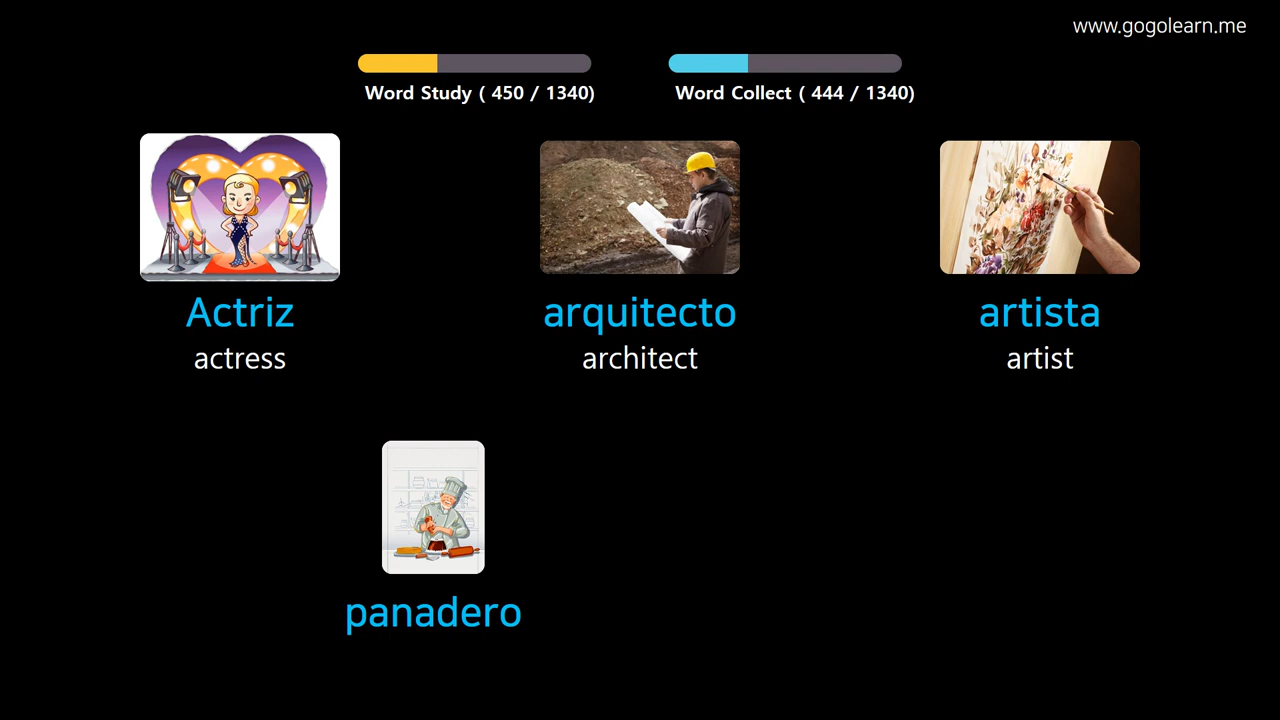 www.gogolearn.me
Word Study ( 450 / 1340)
Word Collect ( 444 / 1340)
Actriz
actress
arquitecto
architect
artista
artist
panadero